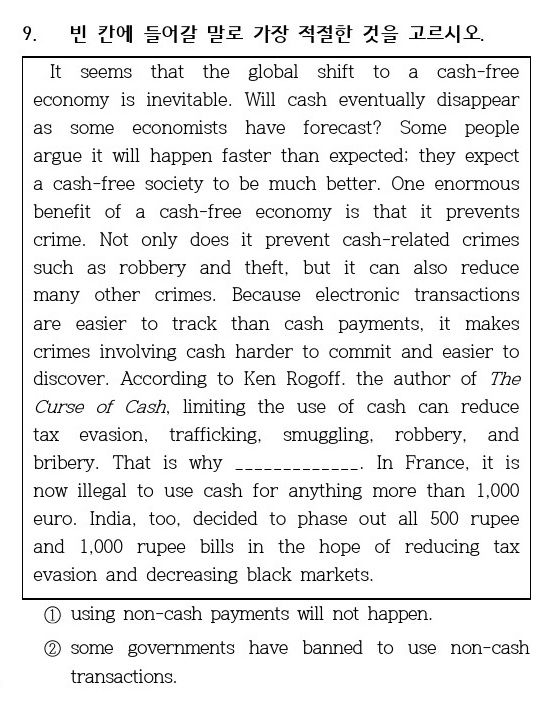 9. 빈 칸에 들어갈 말로 가장 적절한 것을 고르시오.
It seems that the global shift to a cash-free
economy is inevitable. Will cash eventually disappear
as some economists have forecast? Some people
argue it will happen faster than expected; they expect
a cash-free society to be much better. One enormous
benefit of a cash-free economy is that it prevents
crime. Not only does it prevent cash-related crimes
such as robbery and theft, but it can also reduce
many other crimes. Because electronic transactions
are easier to track than cash payments, it makes
crimes involving cash harder to commit and easier to
discover. According to Ken Rogoff. the author of The
Curse of Cash, limiting the use of cash can reduce
tax evasion, trafficking, smuggling, robbery, and
bribery. That is why _____________. In France, it is
now illegal to use cash for anything more than 1,000
euro. India, too, decided to phase out all 500 rupee
and 1,000 rupee bills in the hope of reducing tax
evasion and decreasing black markets.
① using non-cash payments will not happen.
② some governments have banned to use non-cash
transactions.